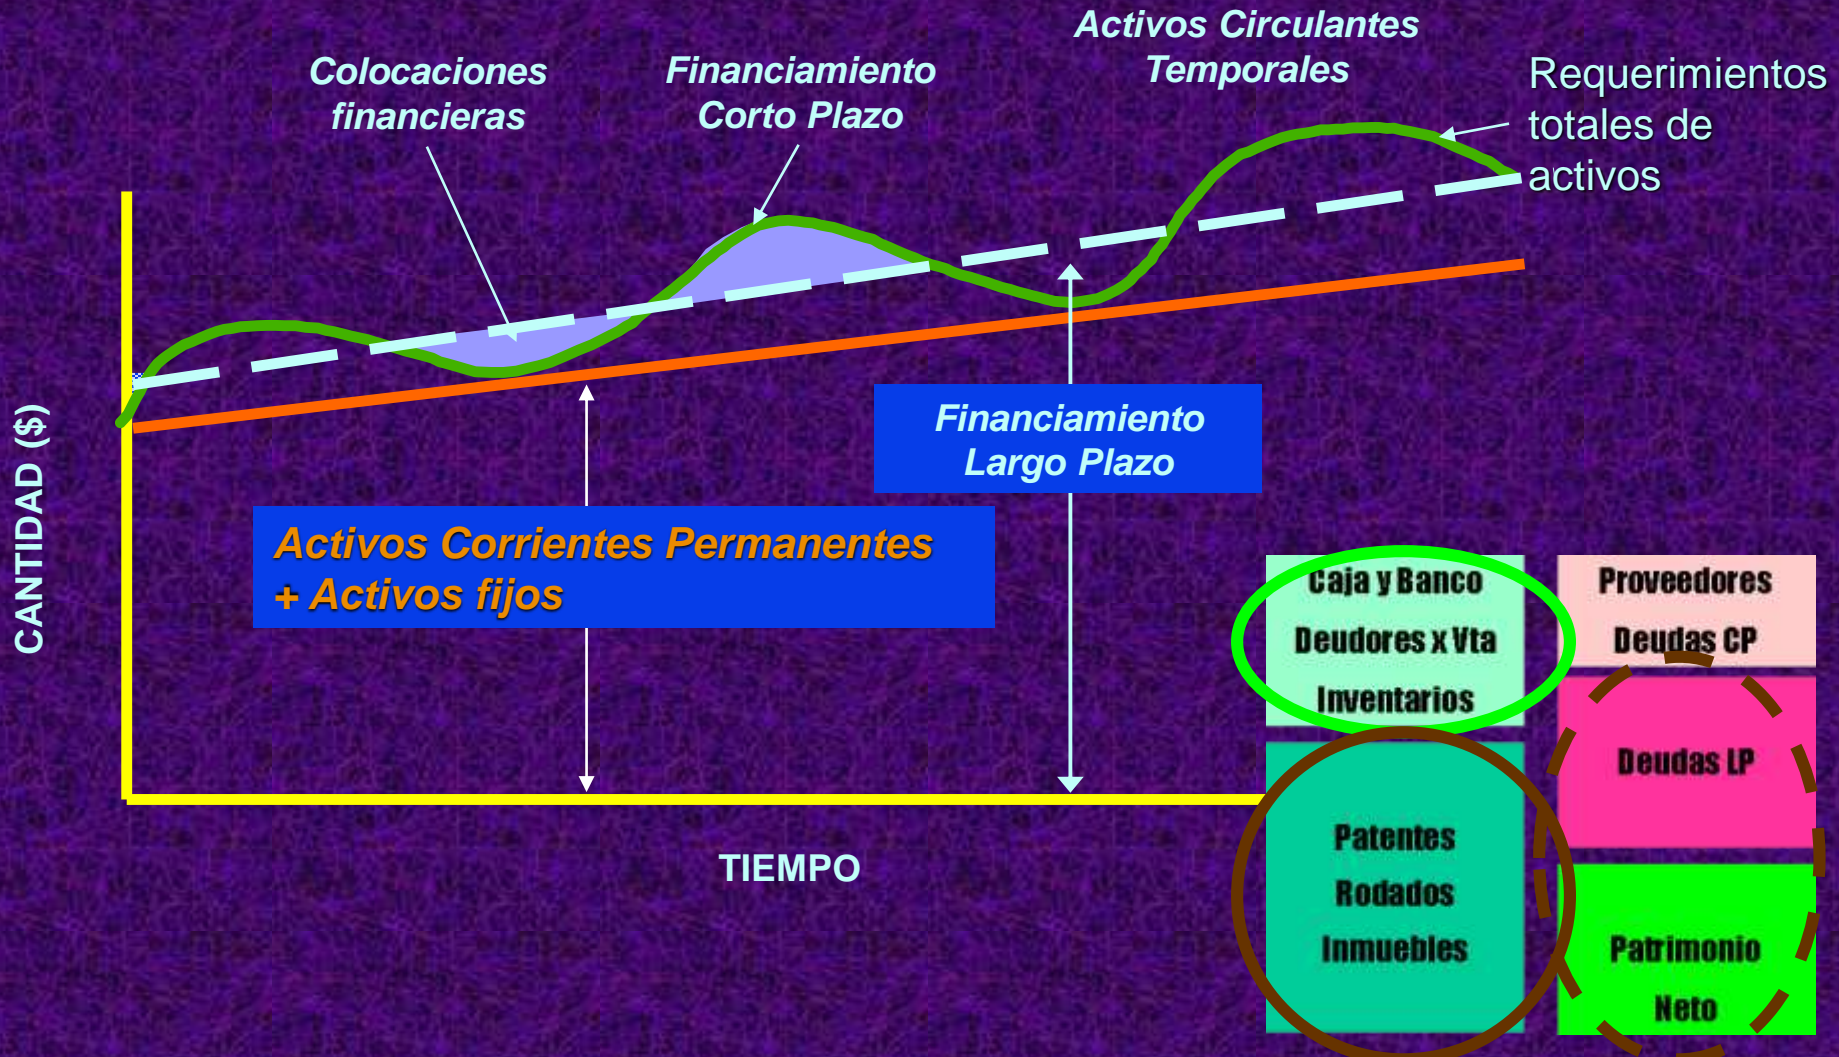 Activos Circulantes
Temporales
Colocaciones
financieras
Financiamiento
Corto Plazo
Requerimientos
totales de
activos
CANTIDAD ($)
Financiamiento
Largo Plazo
Activos Corrientes Permanentes
+ Activos fijos
TIEMPO
Caja y Banco
Deudores x Vta
Inventarios
Patentes
Rodados
Inmuebles
Proveedores
Deudas CP
Deudas LP
Patrimonio
Neto